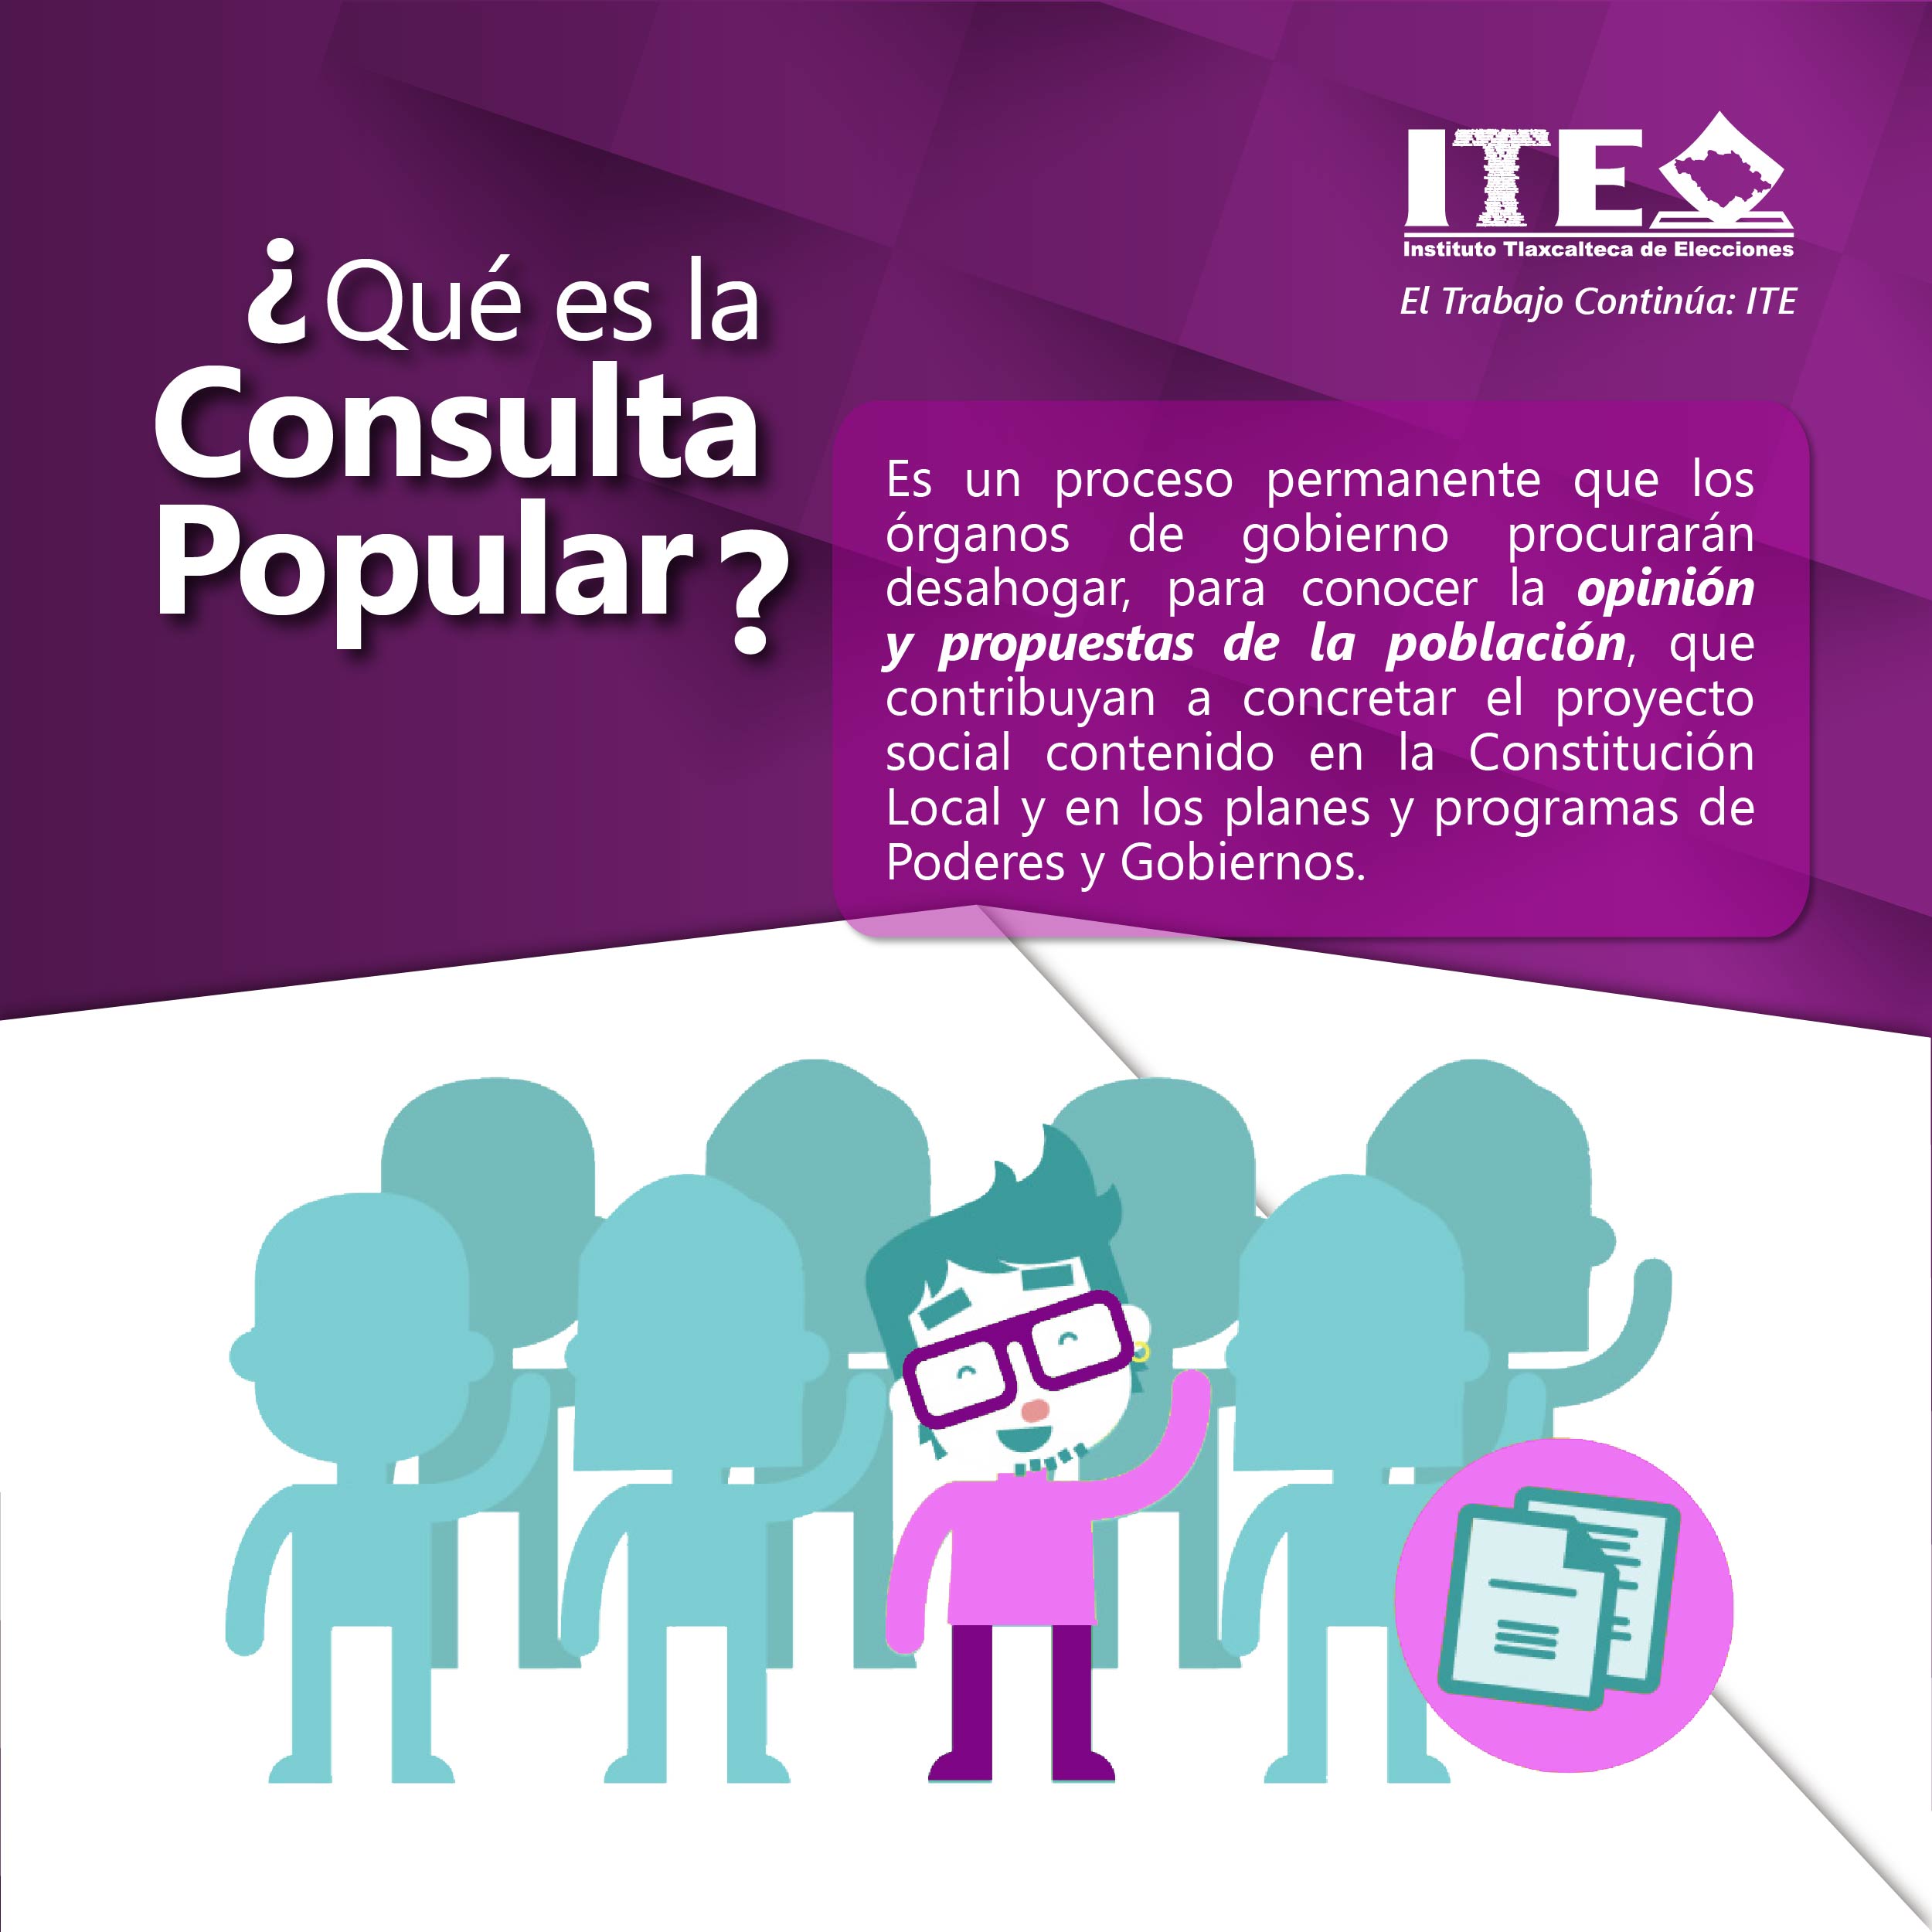 ¿Qué es la
Consulta
Popular?
ITE
Instituto Tlaxcalteca de Elecciones
El Trabajo Continúa: ITE
Es un proceso permanente que los
órganos de gobierno procurarán
desahogar, para conocer la opinión
y propuestas de la población, que
contribuyan a concretar el proyecto
social contenido en la Constitución
Local y en los planes y programas de
Poderes y Gobiernos.